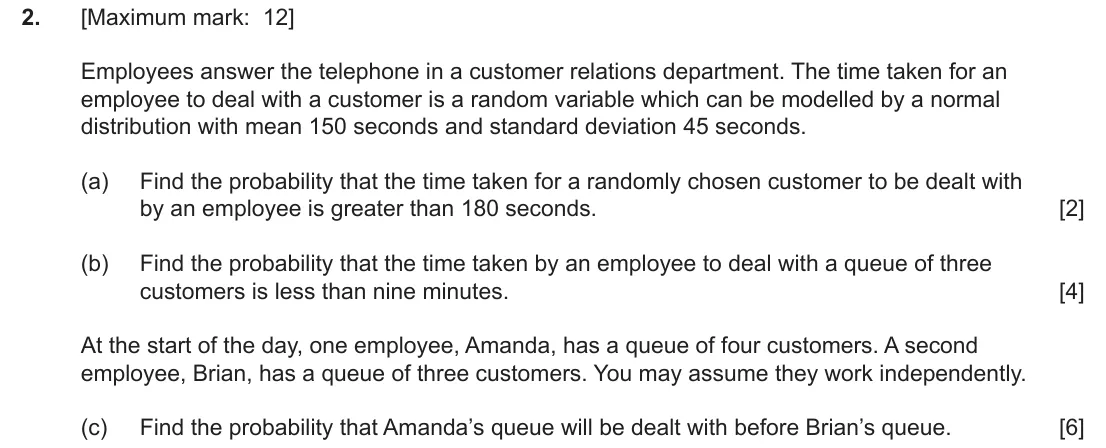 2. [Maximum mark: 12]
Employees answer the telephone in a customer relations department. The time taken for an
employee to deal with a customer is a random variable which can be modelled by a normal
distribution with mean 150 seconds and standard deviation 45 seconds.
(a) Find the probability that the time taken for a randomly chosen customer to be dealt with
by an employee is greater than 180 seconds. [2]
(b) Find the probability that the time taken by an employee to deal with a queue of three
customers is less than nine minutes. [4]
At the start of the day, one employee, Amanda, has a queue of four customers. A second
employee, Brian, has a queue of three customers. You may assume they work independently.
(c) Find the probability that Amanda's queue will be dealt with before Brian's queue. [6]